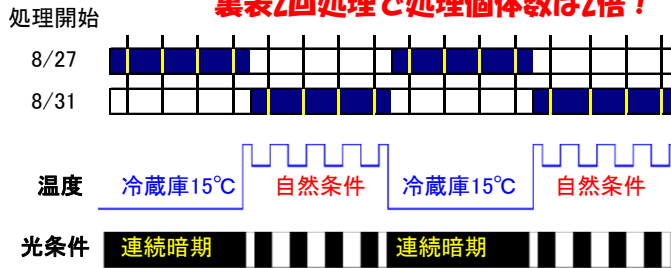 裏表2回処理で処理個体数は2倍！
処理開始
8/27
8/31
温度 冷蔵庫15℃ 自然条件 冷蔵庫15℃ 自然条件
光条件 連続暗期 連続暗期